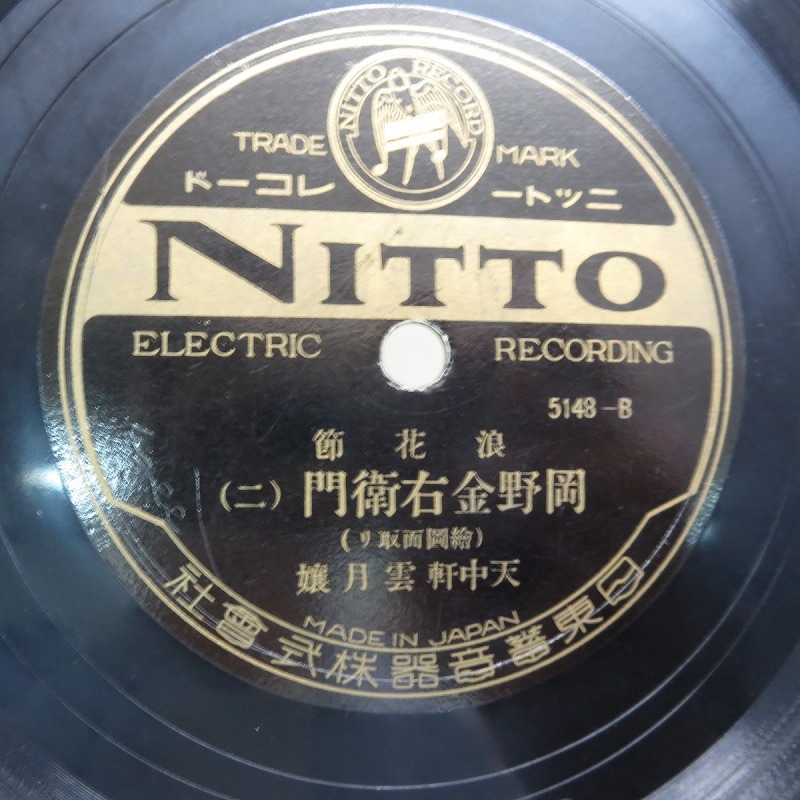 NITTO RECORD
TRADE MARK
ニットー レコード
NITTO
ELECTRIC RECORDING
5148-B
浪花節
岡野金右衛門(二)
(繪圖面取リ)
天中軒雲月孃
MADE IN JAPAN
日東蓄音器株式會社